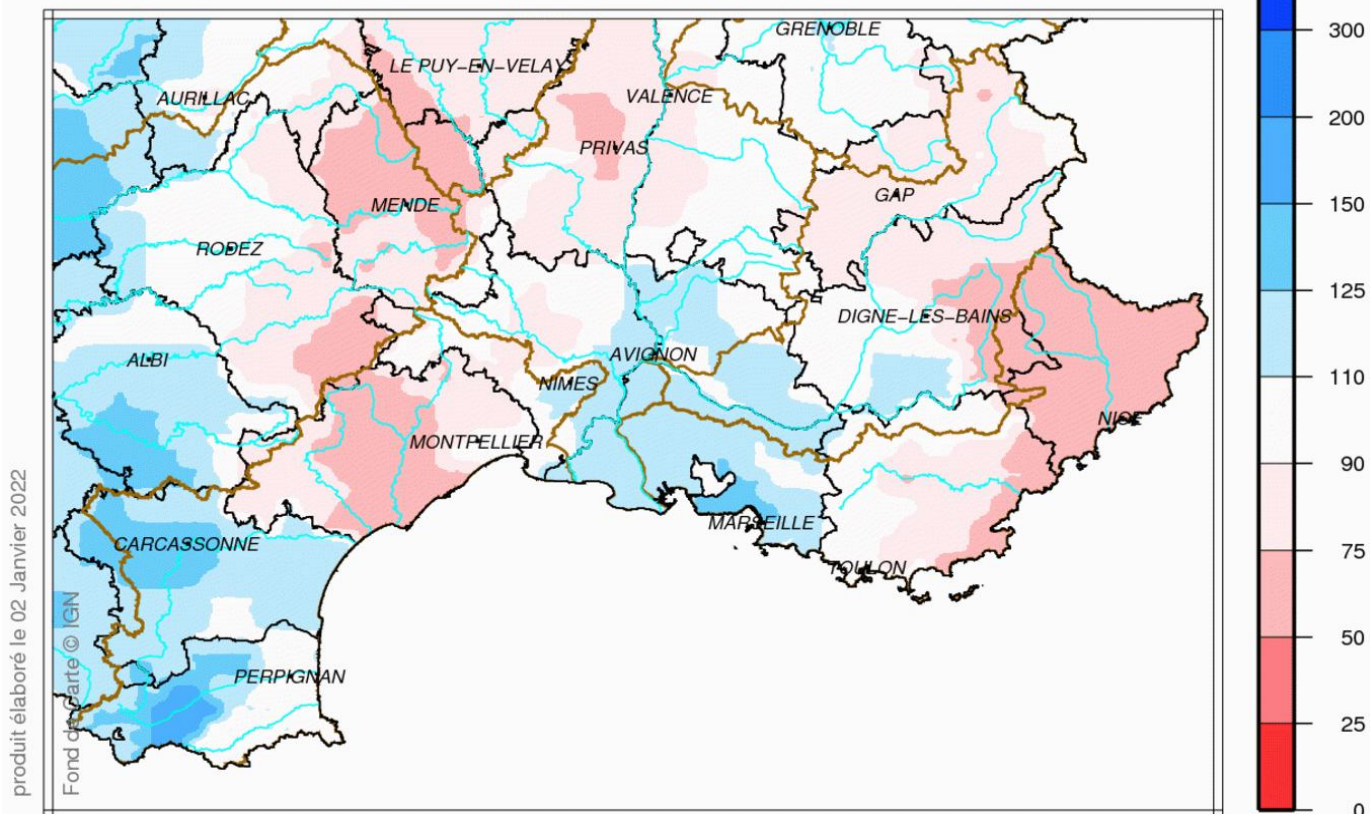 GRENOBLE
LE PUY-EN-VELAY
AURILLAC
VALENCE
PRIVAS
MENDE
GAP
RODEZ
DIGNE-LES-BAINS
ALBI
AVIGNON
NIMES
NICE
MONTPELLIER
MARSEILLE
CARCASSONNE
TOULON
PERPIGNAN
300
200
150
125
110
90
75
50
25
0
produit élaboré le 02 Janvier 2022
Fond de Carte © IGN